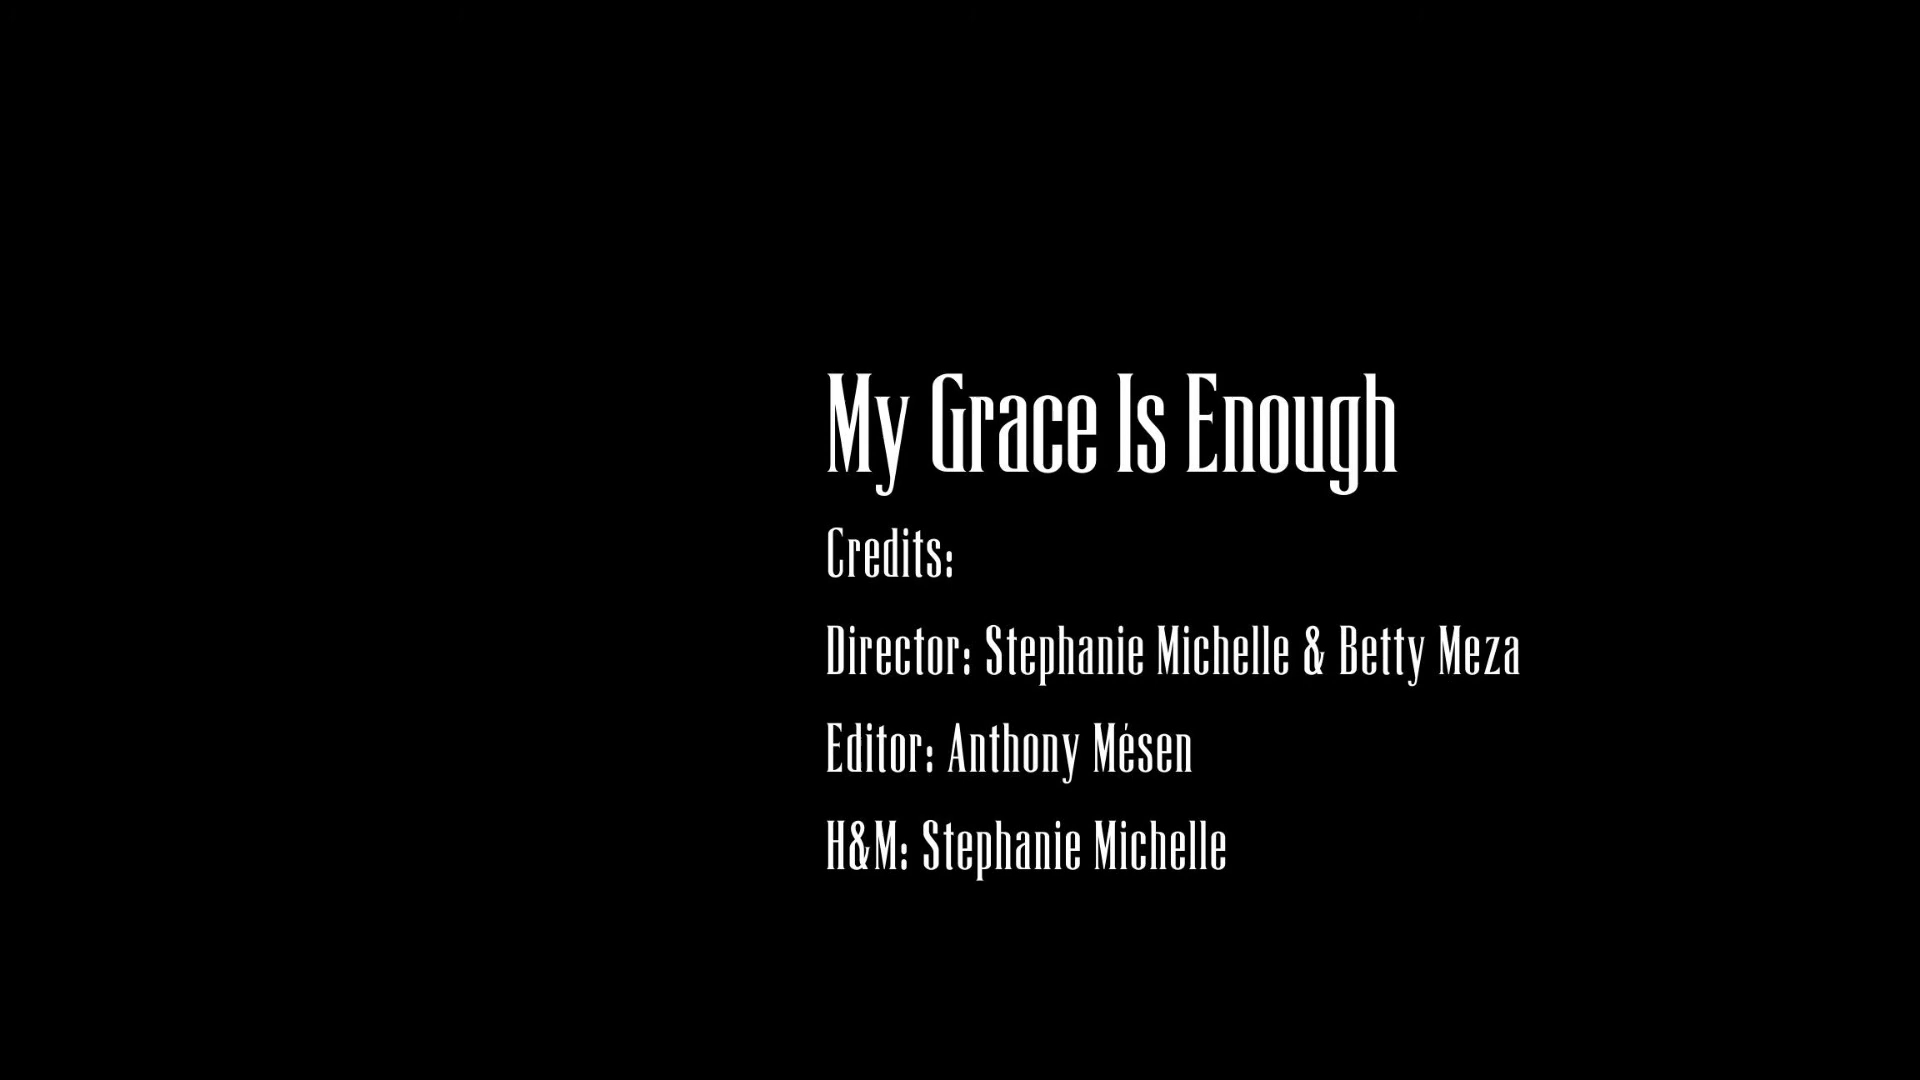 My Grace Is Enough
Credits:
Director: Stephanie Michelle & Betty Meza
Editor: Anthony Mésen
H&M: Stephanie Michelle